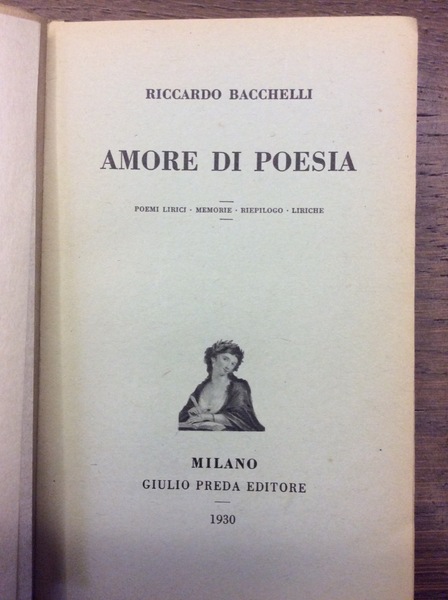 RICCARDO BACCHELLI
AMORE DI POESIA
POEMI LIRICI · MEMORIE · RIEPILOGO · LIRICHE
MILANO
GIULIO PREDA EDITORE
1930